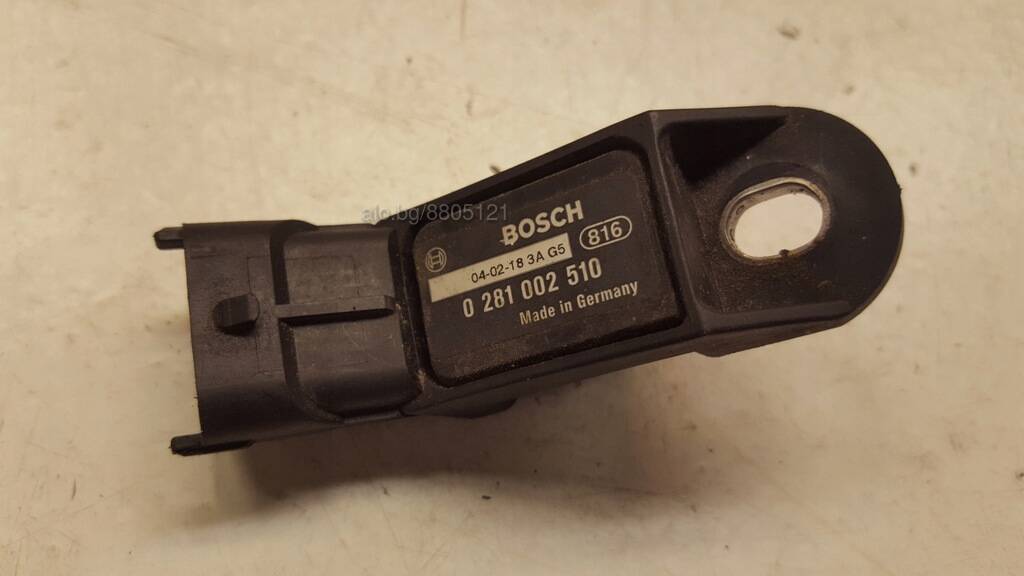 alo.bg/8805121
BOSCH
04-02-18 3A G5
816
0 281 002 510
Made in Germany